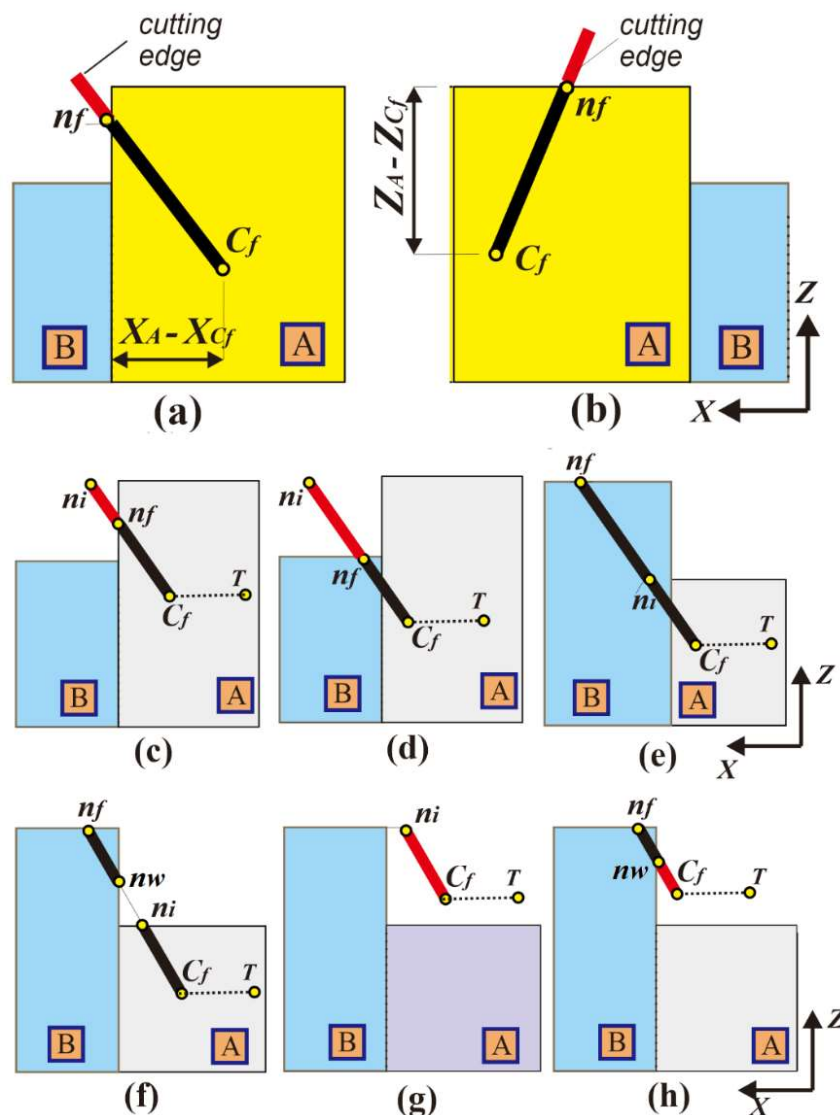 cutting
edge
nf
Cf
XA - XCf
B
A
(a)
cutting
edge
nf
ZA - ZCf
Cf
A
B
Z
X
(b)
ni
nf
Cf
T
B
A
(c)
ni
nf
Cf
T
B
A
(d)
nf
ni
Cf
T
B
A
Z
X
(e)
nf
nw
ni
Cf
T
B
A
(f)
ni
Cf
T
B
A
(g)
nf
nw
Cf
T
B
A
Z
X
(h)